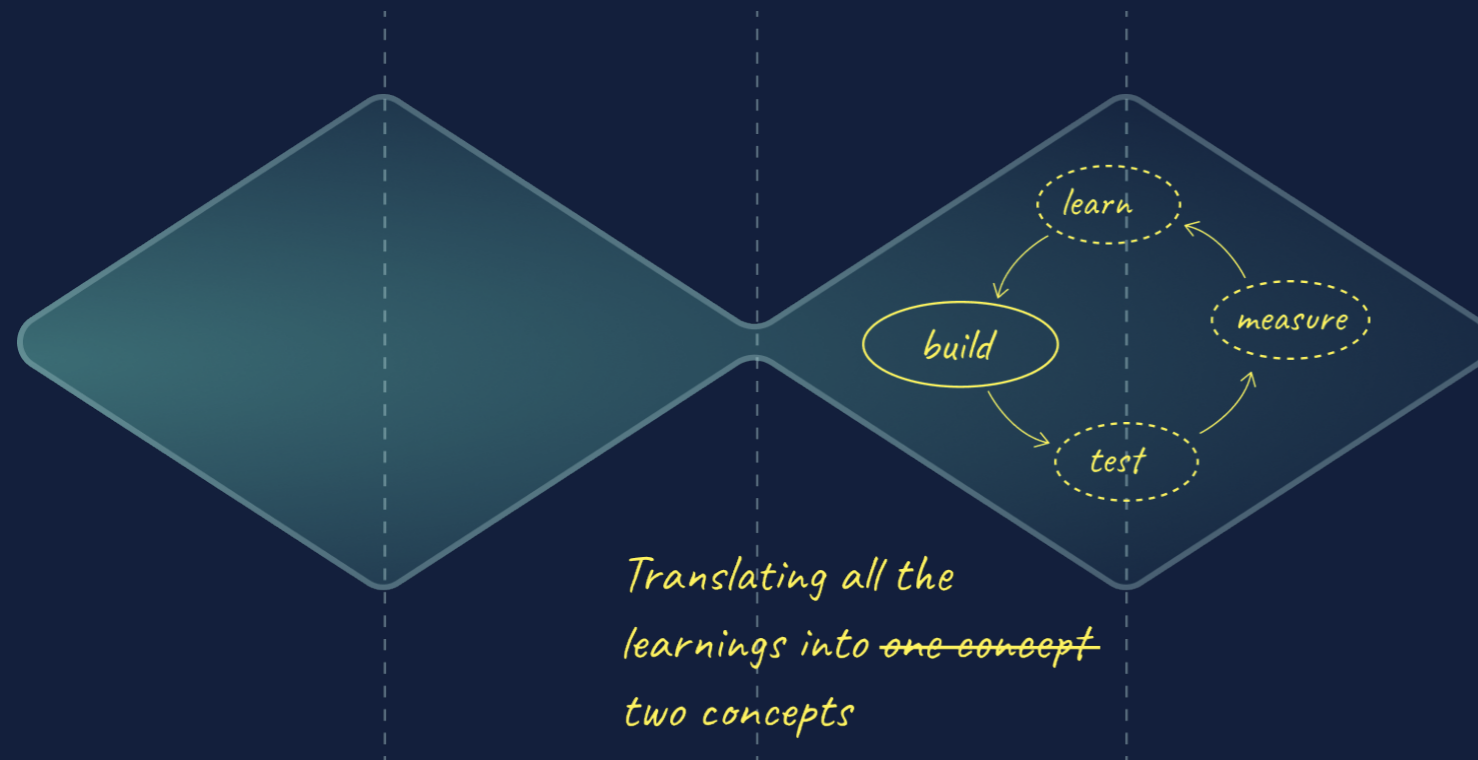 learn
measure
build
test
Translating all the
learnings into one concept
two concepts